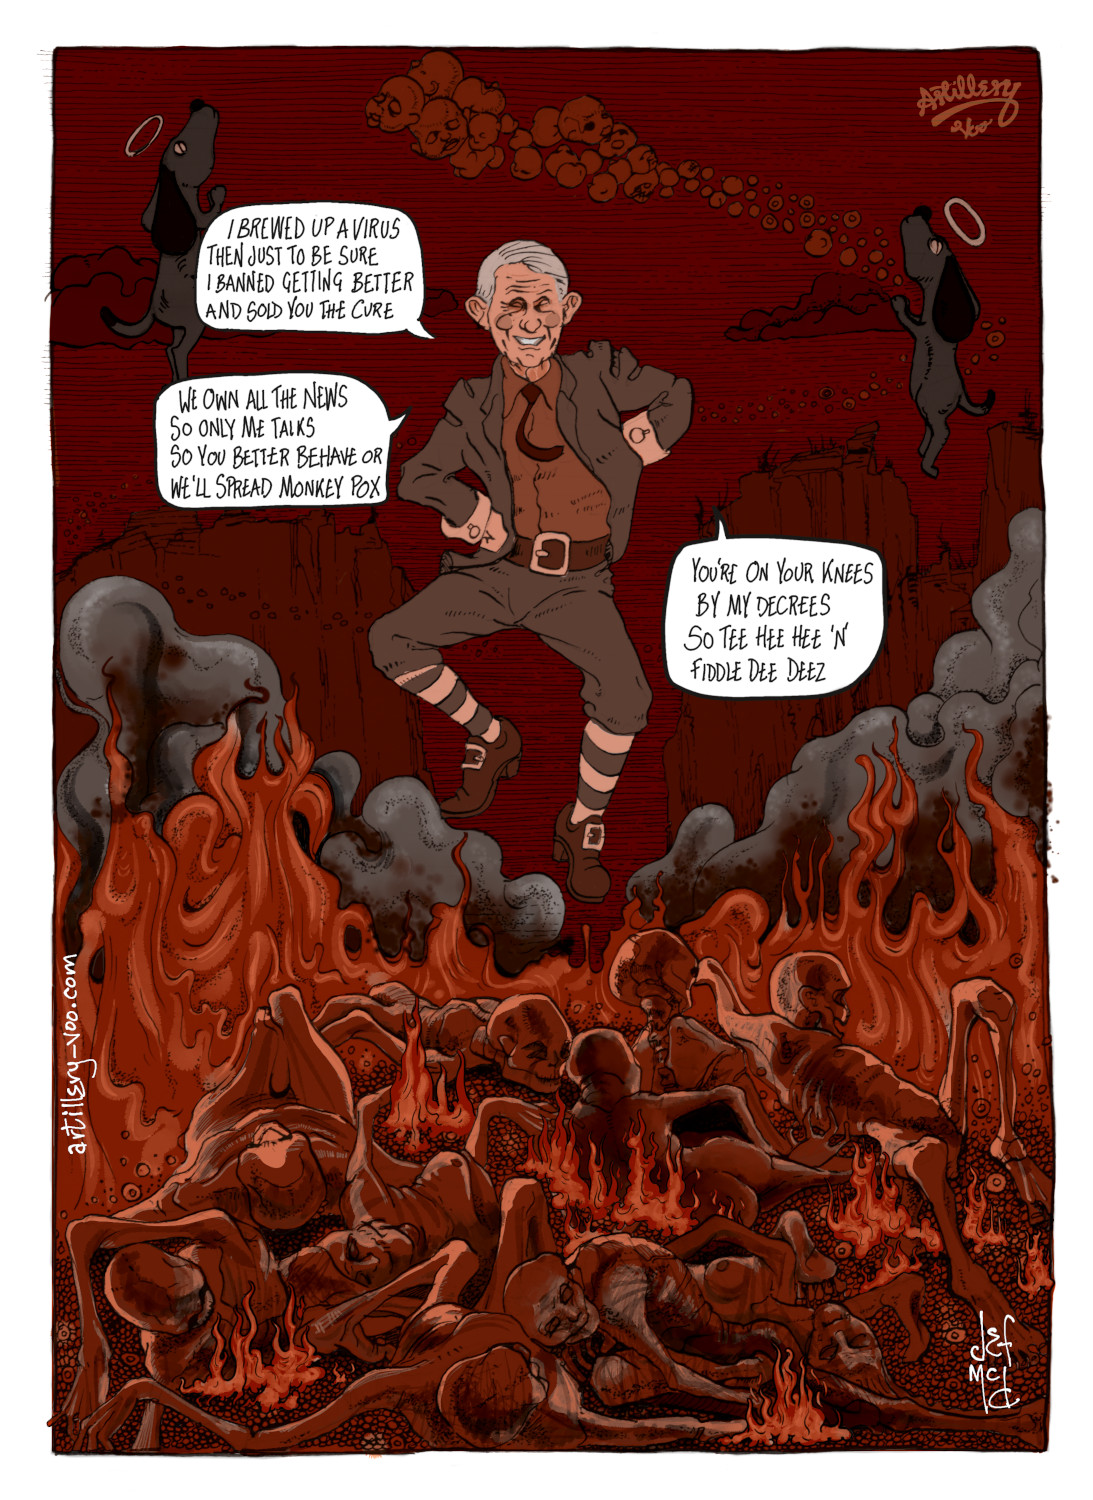 Artillery
Voo
I BREWED UP A VIRUS
THEN JUST TO BE SURE
I BANNED GETTING BETTER
AND SOLD YOU THE CURE
WE OWN ALL THE NEWS
SO ONLY ME TALKS
SO YOU BETTER BEHAVE OR
WE'LL SPREAD MONKEY POX
YOU'RE ON YOUR KNEES
BY MY DECREES
SO TEE HEE HEE 'N'
FIDDLE DEE DEEZ
artillery-voo.com